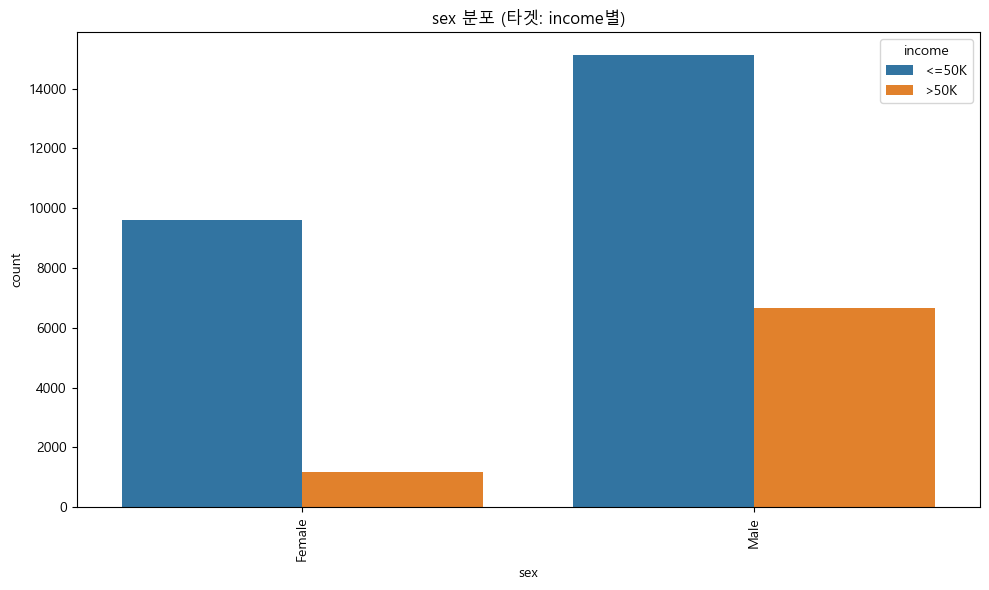 sex 분포 (타겟: income별)
income
<=50K
>50K
14000
12000
10000
8000
6000
4000
2000
0
count
Female
Male
sex